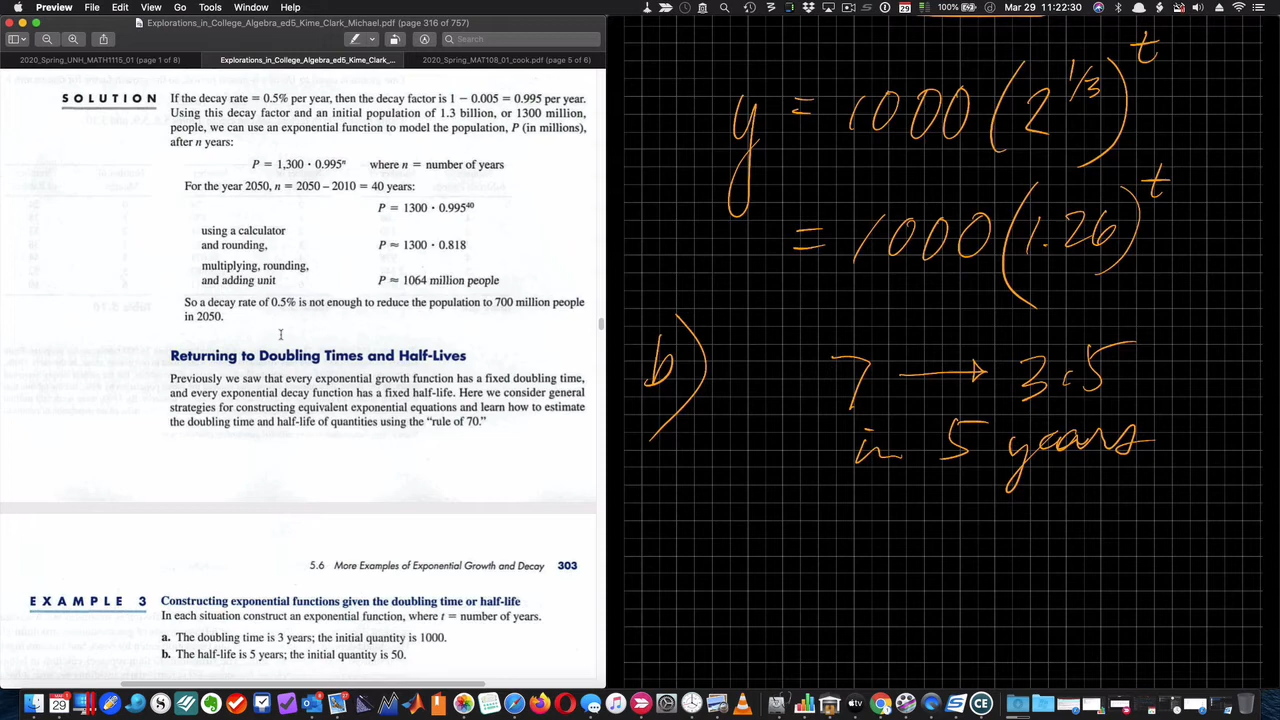 Preview File Edit View Go Tools Window Help 100% Mar 29 11:22:30
Explorations_in_College_Algebra_ed5_Kime_Clark_Michael.pdf (page 316 of 757)
Search
2020_Spring_UNH_MATH1115_01 (page 1 of 8) Explorations_in_College_Algebra_ed5_Kime_Clark_... 2020_Spring_MAT108_01_cook.pdf (page 5 of 6)
SOLUTION If the decay rate = 0.5% per year, then the decay factor is 1 − 0.005 = 0.995 per year.
Using this decay factor and an initial population of 1.3 billion, or 1300 million,
people, we can use an exponential function to model the population, P (in millions),
after n years:
P = 1,300 · 0.995ⁿ where n = number of years
For the year 2050, n = 2050 − 2010 = 40 years:
P = 1300 · 0.995⁴⁰
using a calculator
and rounding, P ≈ 1300 · 0.818
multiplying, rounding,
and adding unit P ≈ 1064 million people
So a decay rate of 0.5% is not enough to reduce the population to 700 million people
in 2050.
Returning to Doubling Times and Half-Lives
Previously we saw that every exponential growth function has a fixed doubling time,
and every exponential decay function has a fixed half-life. Here we consider general
strategies for constructing equivalent exponential equations and learn how to estimate
the doubling time and half-life of quantities using the “rule of 70.”
5.6 More Examples of Exponential Growth and Decay 303
EXAMPLE 3 Constructing exponential functions given the doubling time or half-life
In each situation construct an exponential function, where t = number of years.
a. The doubling time is 3 years; the initial quantity is 1000.
b. The half-life is 5 years; the initial quantity is 50.
y = 1000 (2^1/3)^t
= 1000 (1.26)^t
b) 7 → 3.5
in 5 years